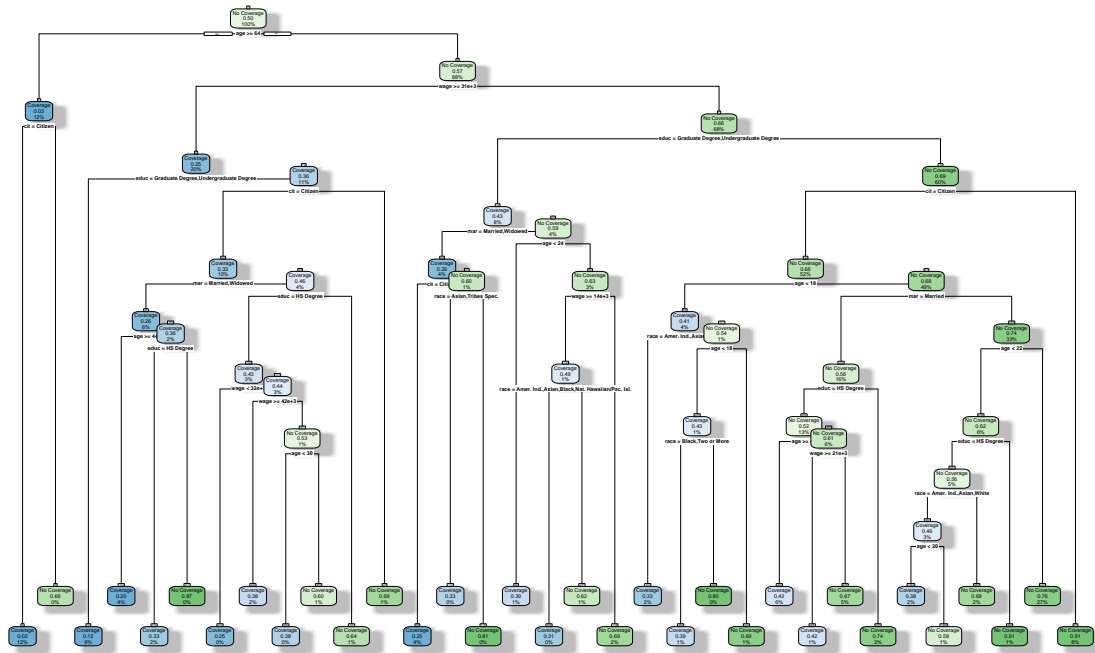 No Coverage
0.50
100%
age >= 64
No Coverage
0.57
88%
wage >= 31e+3
Coverage
0.03
12%
cit = Citizen
No Coverage
0.66
68%
educ = Graduate Degree,Undergraduate Degree
Coverage
0.25
20%
educ = Graduate Degree,Undergraduate Degree
Coverage
0.36
11%
cit = Citizen
No Coverage
0.69
60%
cit = Citizen
Coverage
0.43
8%
mar = Married,Widowed
No Coverage
0.59
4%
age < 24
Coverage
0.33
10%
mar = Married,Widowed
Coverage
0.46
4%
educ = HS Degree
Coverage
0.29
4%
cit = Citi
No Coverage
0.60
1%
race = Asian,Tribes Spec.
No Coverage
0.63
3%
wage >= 14e+3
No Coverage
0.66
52%
age < 18
No Coverage
0.68
49%
mar = Married
Coverage
0.26
6%
age >= 4
Coverage
0.36
2%
educ = HS Degree
Coverage
0.41
4%
race = Amer. Ind.,Asia
No Coverage
0.54
1%
age < 18
No Coverage
0.74
33%
age < 22
Coverage
0.43
3%
wage < 32e+
Coverage
0.44
3%
wage >= 42e+3
Coverage
0.49
1%
race = Amer. Ind.,Asian,Black,Nat. Hawaiian/Pac. Isl.
No Coverage
0.56
16%
educ = HS Degree
No Coverage
0.53
1%
age < 30
Coverage
0.43
1%
race = Black,Two or More
No Coverage
0.52
13%
age >=
No Coverage
0.61
6%
wage >= 21e+3
No Coverage
0.62
6%
educ = HS Degree
No Coverage
0.56
5%
race = Amer. Ind.,Asian,White
Coverage
0.46
3%
age < 20
No Coverage
0.66
0%
Coverage
0.20
4%
No Coverage
0.87
0%
Coverage
0.38
2%
No Coverage
0.60
1%
No Coverage
0.69
1%
Coverage
0.33
0%
Coverage
0.39
1%
No Coverage
0.62
1%
Coverage
0.33
2%
No Coverage
0.80
0%
Coverage
0.42
6%
No Coverage
0.67
5%
Coverage
0.38
2%
No Coverage
0.69
2%
No Coverage
0.76
27%
Coverage
0.02
12%
Coverage
0.12
9%
Coverage
0.33
2%
Coverage
0.25
0%
Coverage
0.38
0%
No Coverage
0.64
1%
Coverage
0.25
4%
No Coverage
0.81
0%
Coverage
0.31
0%
No Coverage
0.69
2%
Coverage
0.39
1%
No Coverage
0.69
1%
Coverage
0.42
1%
No Coverage
0.74
3%
No Coverage
0.58
1%
No Coverage
0.91
1%
No Coverage
0.91
8%